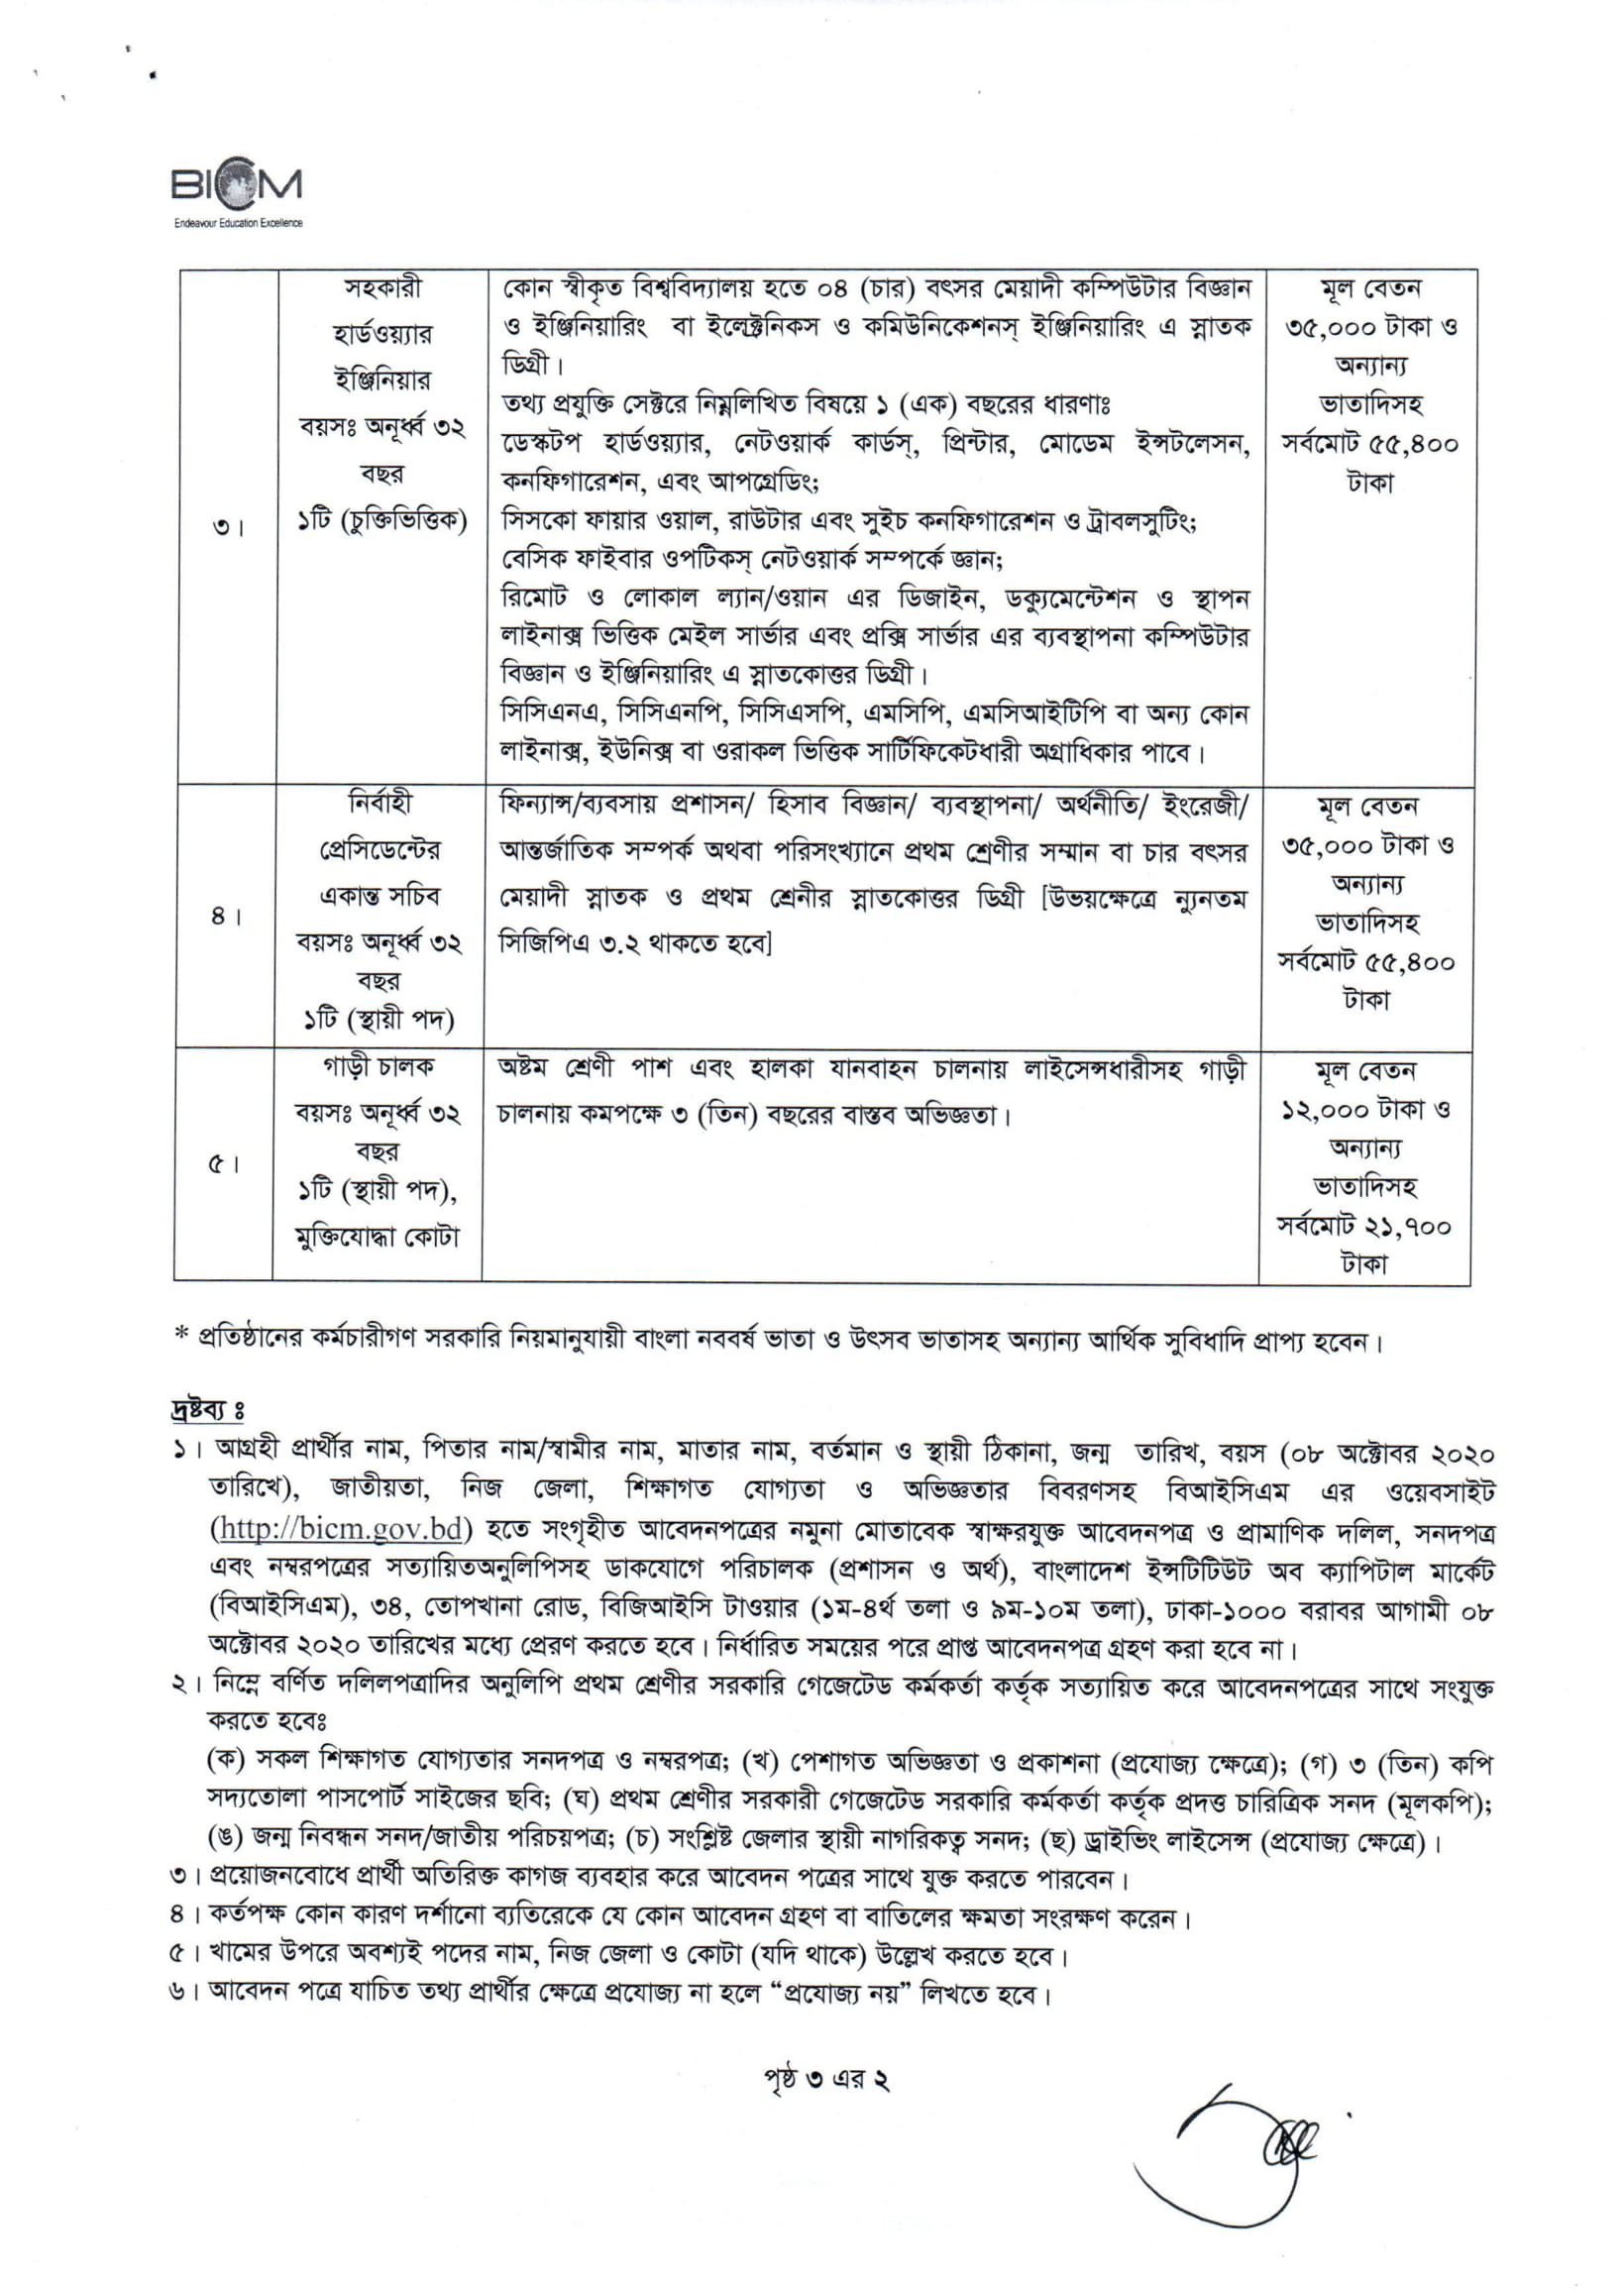 BICM
Endeavour Education Excellence
৩।
সহকারী
হার্ডওয়্যার
ইঞ্জিনিয়ার
বয়সঃ অনূর্ধ্ব ৩২
বছর
১টি (চুক্তিভিত্তিক)
কোন স্বীকৃত বিশ্ববিদ্যালয় হতে ০৪ (চার) বৎসর মেয়াদী কম্পিউটার বিজ্ঞান
ও ইঞ্জিনিয়ারিং বা ইলেক্ট্রনিকস ও কমিউনিকেশনস্ ইঞ্জিনিয়ারিং এ স্নাতক
ডিগ্রী।
তথ্য প্রযুক্তি সেক্টরে নিম্নলিখিত বিষয়ে ১ (এক) বছরের ধারণাঃ
ডেস্কটপ হার্ডওয়্যার, নেটওয়ার্ক কার্ডস্, প্রিন্টার, মোডেম ইন্সটলেসন,
কনফিগারেশন, এবং আপগ্রেডিং;
সিসকো ফায়ার ওয়াল, রাউটার এবং সুইচ কনফিগারেশন ও ট্রাবলসুটিং;
বেসিক ফাইবার ওপটিকস্ নেটওয়ার্ক সম্পর্কে জ্ঞান;
রিমোট ও লোকাল ল্যান/ওয়ান এর ডিজাইন, ডক্যুমেন্টেশন ও স্থাপন
লাইনাক্স ভিত্তিক মেইল সার্ভার এবং প্রক্সি সার্ভার এর ব্যবস্থাপনা কম্পিউটার
বিজ্ঞান ও ইঞ্জিনিয়ারিং এ স্নাতকোত্তর ডিগ্রী।
সিসিএনএ, সিসিএনপি, সিসিএসপি, এমসিপি, এমসিআইটিপি বা অন্য কোন
লাইনাক্স, ইউনিক্স বা ওরাকল ভিত্তিক সার্টিফিকেটধারী অগ্রাধিকার পাবে।
মূল বেতন
৩৫,০০০ টাকা ও
অন্যান্য
ভাতাদিসহ
সর্বমোট ৫৫,৪০০
টাকা
৪।
নির্বাহী
প্রেসিডেন্টের
একান্ত সচিব
বয়সঃ অনূর্ধ্ব ৩২
বছর
১টি (স্থায়ী পদ)
ফিন্যান্স/ব্যবসায় প্রশাসন/ হিসাব বিজ্ঞান/ ব্যবস্থাপনা/ অর্থনীতি/ ইংরেজী/
আন্তর্জাতিক সম্পর্ক অথবা পরিসংখ্যানে প্রথম শ্রেণীর সম্মান বা চার বৎসর
মেয়াদী স্নাতক ও প্রথম শ্রেনীর স্নাতকোত্তর ডিগ্রী [উভয়ক্ষেত্রে ন্যুনতম
সিজিপিএ ৩.২ থাকতে হবে]
মূল বেতন
৩৫,০০০ টাকা ও
অন্যান্য
ভাতাদিসহ
সর্বমোট ৫৫,৪০০
টাকা
৫।
গাড়ী চালক
বয়সঃ অনূর্ধ্ব ৩২
বছর
১টি (স্থায়ী পদ),
মুক্তিযোদ্ধা কোটা
অষ্টম শ্রেণী পাশ এবং হালকা যানবাহন চালনায় লাইসেন্সধারীসহ গাড়ী
চালনায় কমপক্ষে ৩ (তিন) বছরের বাস্তব অভিজ্ঞতা।
মূল বেতন
১২,০০০ টাকা ও
অন্যান্য
ভাতাদিসহ
সর্বমোট ২১,৭০০
টাকা
* প্রতিষ্ঠানের কর্মচারীগণ সরকারি নিয়মানুযায়ী বাংলা নববর্ষ ভাতা ও উৎসব ভাতাসহ অন্যান্য আর্থিক সুবিধাদি প্রাপ্য হবেন।
দ্রষ্টব্য ঃ
১। আগ্রহী প্রার্থীর নাম, পিতার নাম/স্বামীর নাম, মাতার নাম, বর্তমান ও স্থায়ী ঠিকানা, জন্ম তারিখ, বয়স (০৮ অক্টোবর ২০২০
তারিখে), জাতীয়তা, নিজ জেলা, শিক্ষাগত যোগ্যতা ও অভিজ্ঞতার বিবরণসহ বিআইসিএম এর ওয়েবসাইট
(http://bicm.gov.bd) হতে সংগৃহীত আবেদনপত্রের নমুনা মোতাবেক স্বাক্ষরযুক্ত আবেদনপত্র ও প্রামাণিক দলিল, সনদপত্র
এবং নম্বরপত্রের সত্যায়িতঅনুলিপিসহ ডাকযোগে পরিচালক (প্রশাসন ও অর্থ), বাংলাদেশ ইন্সটিটিউট অব ক্যাপিটাল মার্কেট
(বিআইসিএম), ৩৪, তোপখানা রোড, বিজিআইসি টাওয়ার (১ম-৪র্থ তলা ও ৯ম-১০ম তলা), ঢাকা-১০০০ বরাবর আগামী ০৮
অক্টোবর ২০২০ তারিখের মধ্যে প্রেরণ করতে হবে। নির্ধারিত সময়ের পরে প্রাপ্ত আবেদনপত্র গ্রহণ করা হবে না।
২। নিম্নে বর্ণিত দলিলপত্রাদির অনুলিপি প্রথম শ্রেণীর সরকারি গেজেটেড কর্মকর্তা কর্তৃক সত্যায়িত করে আবেদনপত্রের সাথে সংযুক্ত
করতে হবেঃ
(ক) সকল শিক্ষাগত যোগ্যতার সনদপত্র ও নম্বরপত্র; (খ) পেশাগত অভিজ্ঞতা ও প্রকাশনা (প্রযোজ্য ক্ষেত্রে); (গ) ৩ (তিন) কপি
সদ্যতোলা পাসপোর্ট সাইজের ছবি; (ঘ) প্রথম শ্রেণীর সরকারী গেজেটেড সরকারি কর্মকর্তা কর্তৃক প্রদত্ত চারিত্রিক সনদ (মূলকপি);
(ঙ) জন্ম নিবন্ধন সনদ/জাতীয় পরিচয়পত্র; (চ) সংশ্লিষ্ট জেলার স্থায়ী নাগরিকত্ব সনদ; (ছ) ড্রাইভিং লাইসেন্স (প্রযোজ্য ক্ষেত্রে)।
৩। প্রয়োজনবোধে প্রার্থী অতিরিক্ত কাগজ ব্যবহার করে আবেদন পত্রের সাথে যুক্ত করতে পারবেন।
৪। কর্তপক্ষ কোন কারণ দর্শানো ব্যতিরেকে যে কোন আবেদন গ্রহণ বা বাতিলের ক্ষমতা সংরক্ষণ করেন।
৫। খামের উপরে অবশ্যই পদের নাম, নিজ জেলা ও কোটা (যদি থাকে) উল্লেখ করতে হবে।
৬। আবেদন পত্রে যাচিত তথ্য প্রার্থীর ক্ষেত্রে প্রযোজ্য না হলে “প্রযোজ্য নয়” লিখতে হবে।
পৃষ্ঠ ৩ এর ২